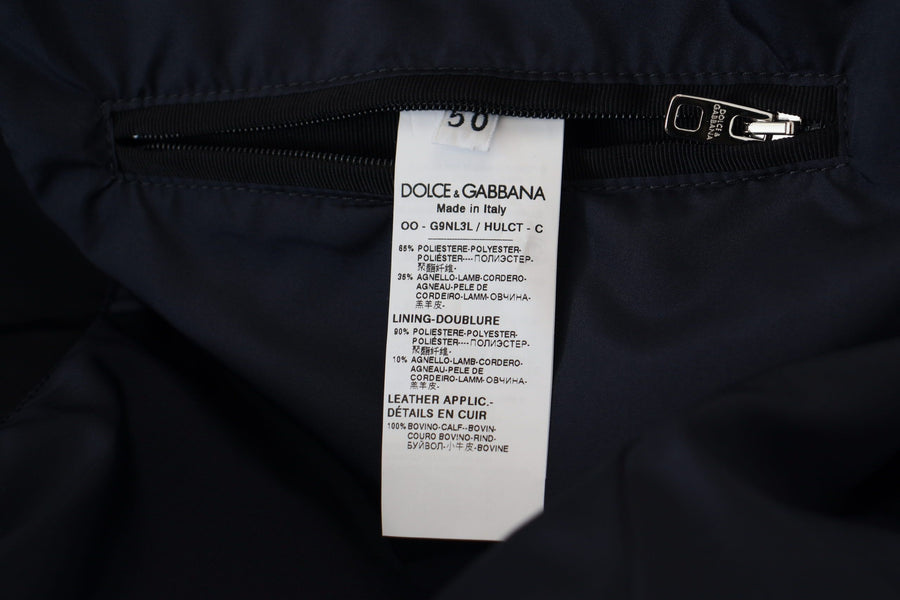 50
DOLCE & GABBANA
DOLCE &
GABBANA
Made in Italy
OO - G9NL3L / HULCT - C
65% POLIESTERE-POLYESTER-
POLIÉSTER----ПОЛИЭСТЕР-
聚酯纤维-
35% AGNELLO-LAMB-CORDERO-
AGNEAU-PELE DE
CORDEIRO-LAMM-ОВЧИНА-
羔羊皮-
LINING-DOUBLURE
90% POLIESTERE-POLYESTER-
POLIÉSTER----ПОЛИЭСТЕР-
聚酯纤维-
10% AGNELLO-LAMB-CORDERO-
AGNEAU-PELE DE
CORDEIRO-LAMM-ОВЧИНА-
羔羊皮-
LEATHER APPLIC.-
DÉTAILS EN CUIR
100% BOVINO-CALF--BOVIN-
COURO BOVINO-RIND-
БУЙВОЛ-小牛皮-BOVINE